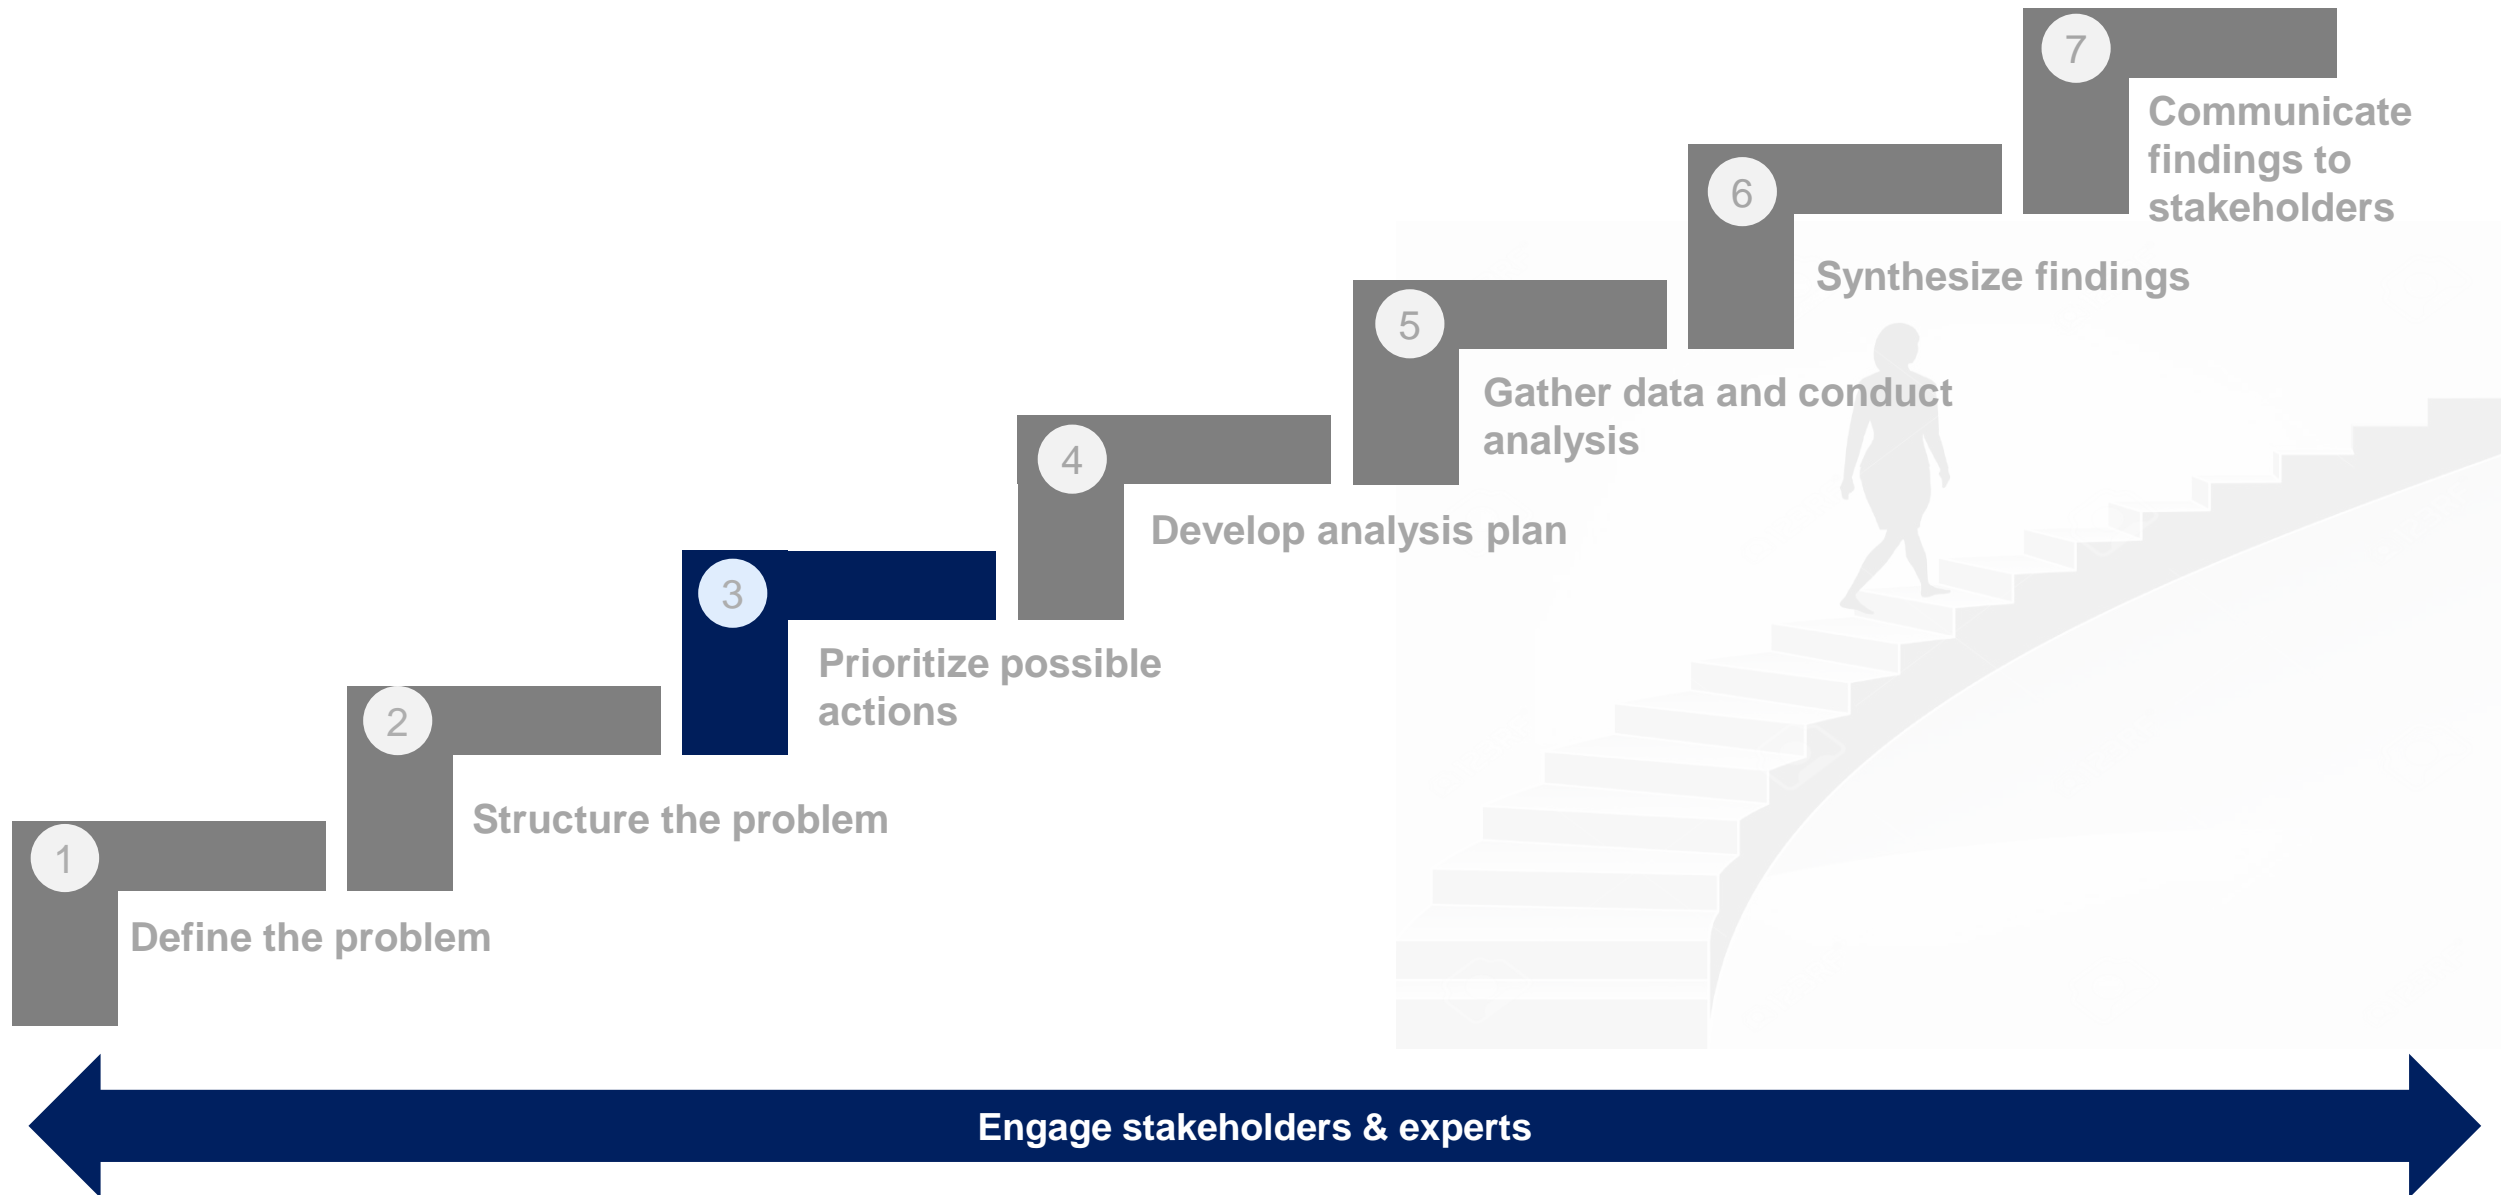 1
Define the problem
2
Structure the problem
3
Prioritize possible
actions
4
Develop analysis plan
5
Gather data and conduct
analysis
6
Synthesize findings
7
Communicate
findings to
stakeholders
Engage stakeholders & experts